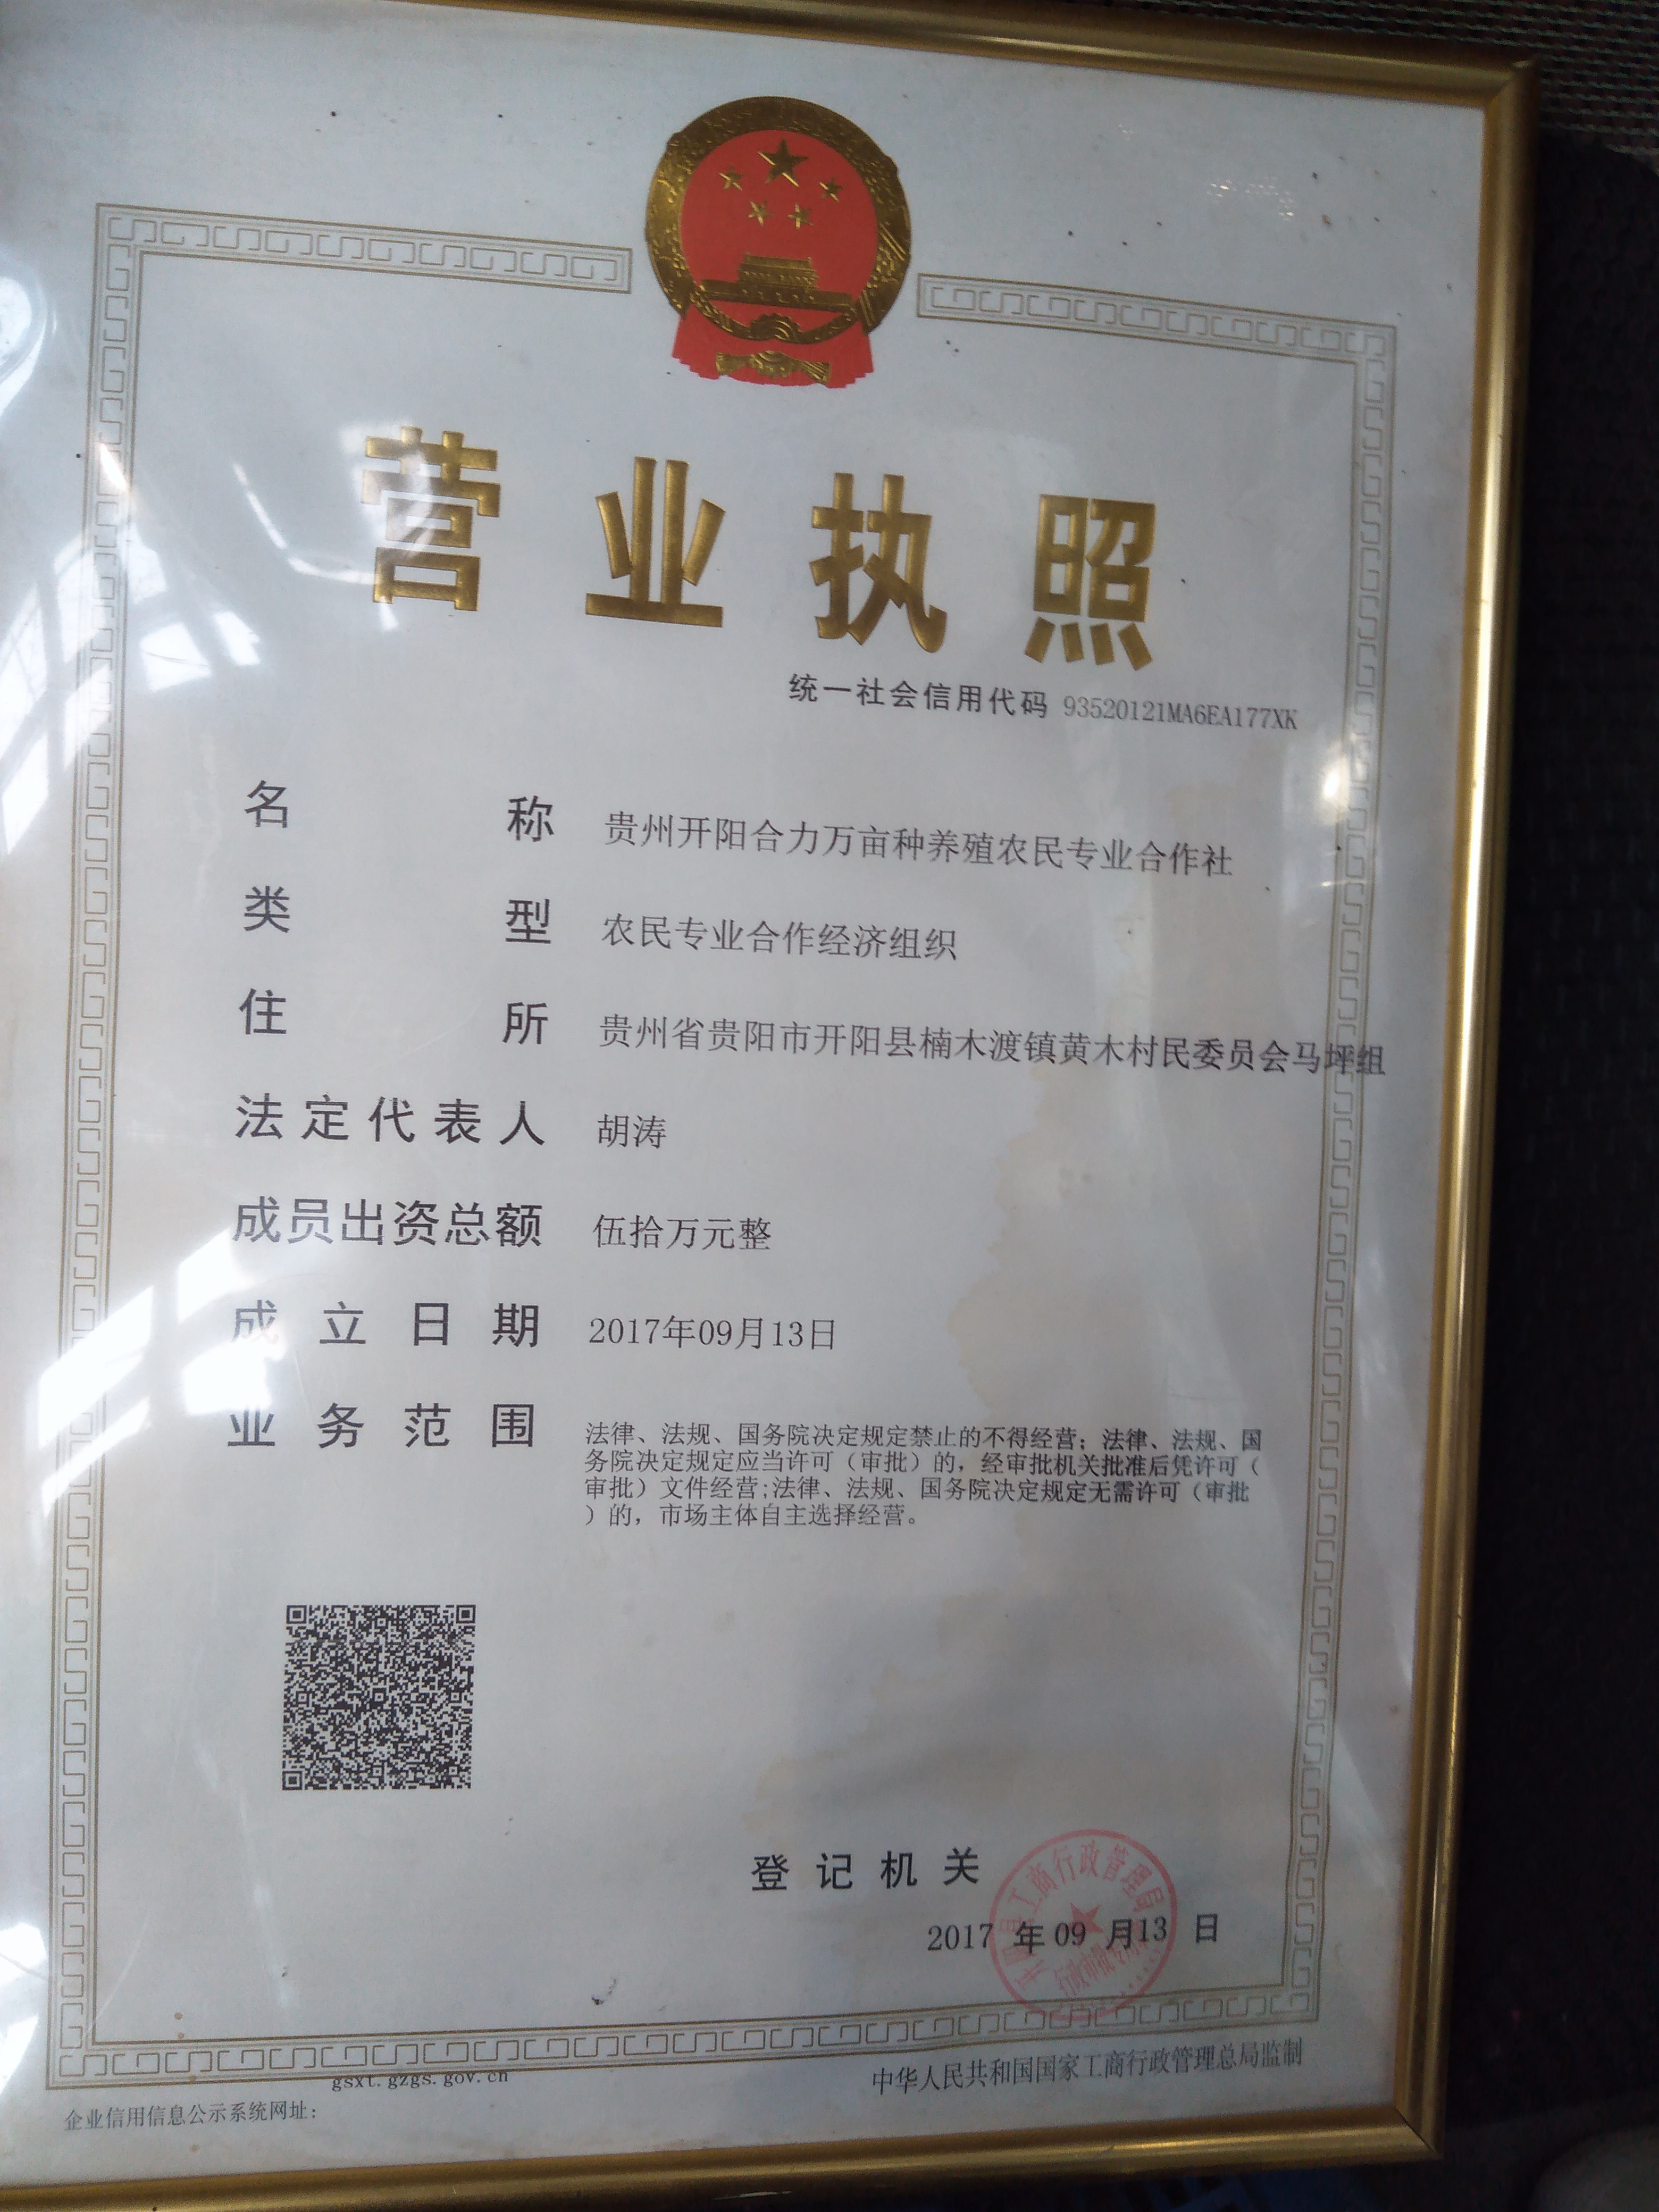 营业执照
统一社会信用代码 93520121MA6EA177XK
名称 贵州开阳合力万亩种养殖农民专业合作社
类型 农民专业合作经济组织
住所 贵州省贵阳市开阳县楠木渡镇黄木村民委员会马坪组
法定代表人 胡涛
成员出资总额 伍拾万元整
成立日期 2017年09月13日
业务范围 法律、法规、国务院决定规定禁止的不得经营；法律、法规、国
务院决定规定应当许可（审批）的，经审批机关批准后凭许可（
审批）文件经营;法律、法规、国务院决定规定无需许可（审批
）的，市场主体自主选择经营。
登记机关
工商行政管理局
2017 年 09 月 13 日
gsxt.gzgs.gov.cn
企业信用信息公示系统网址：
中华人民共和国国家工商行政管理总局监制